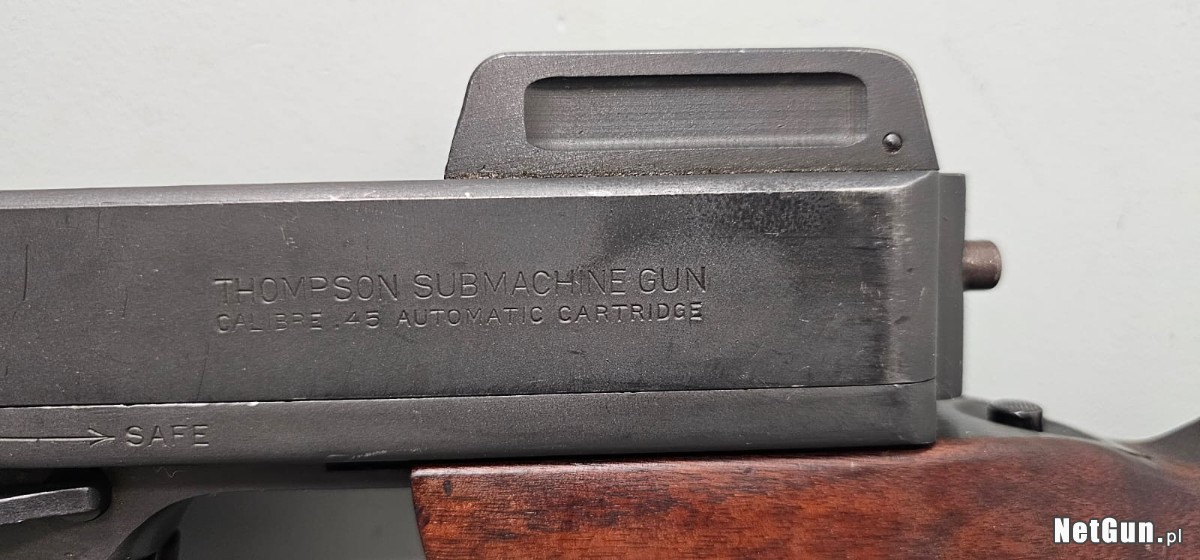 THOMPSON SUBMACHINE GUN
CALIBRE .45 AUTOMATIC CARTRIDGE
SAFE
NetGun.pl